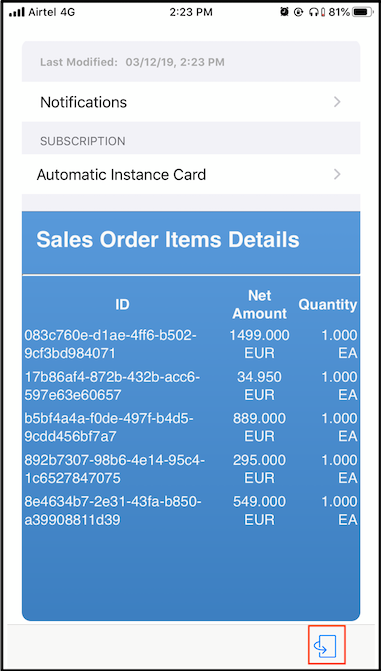 Airtel 4G 2:23 PM 81%
Last Modified: 03/12/19, 2:23 PM
Notifications
SUBSCRIPTION
Automatic Instance Card
Sales Order Items Details
ID Net Amount Quantity
083c760e-d1ae-4ff6-b502- 1499.000 1.000
9cf3bd984071 EUR EA
17b86af4-872b-432b-acc6- 34.950 1.000
597e63e60657 EUR EA
b5bf4a4a-f0de-497f-b4d5- 889.000 1.000
9cdd456bf7a7 EUR EA
892b7307-98b6-4e14-95c4- 295.000 1.000
1c6527847075 EUR EA
8e4634b7-2e31-43fa-b850- 549.000 1.000
a39908811d39 EUR EA